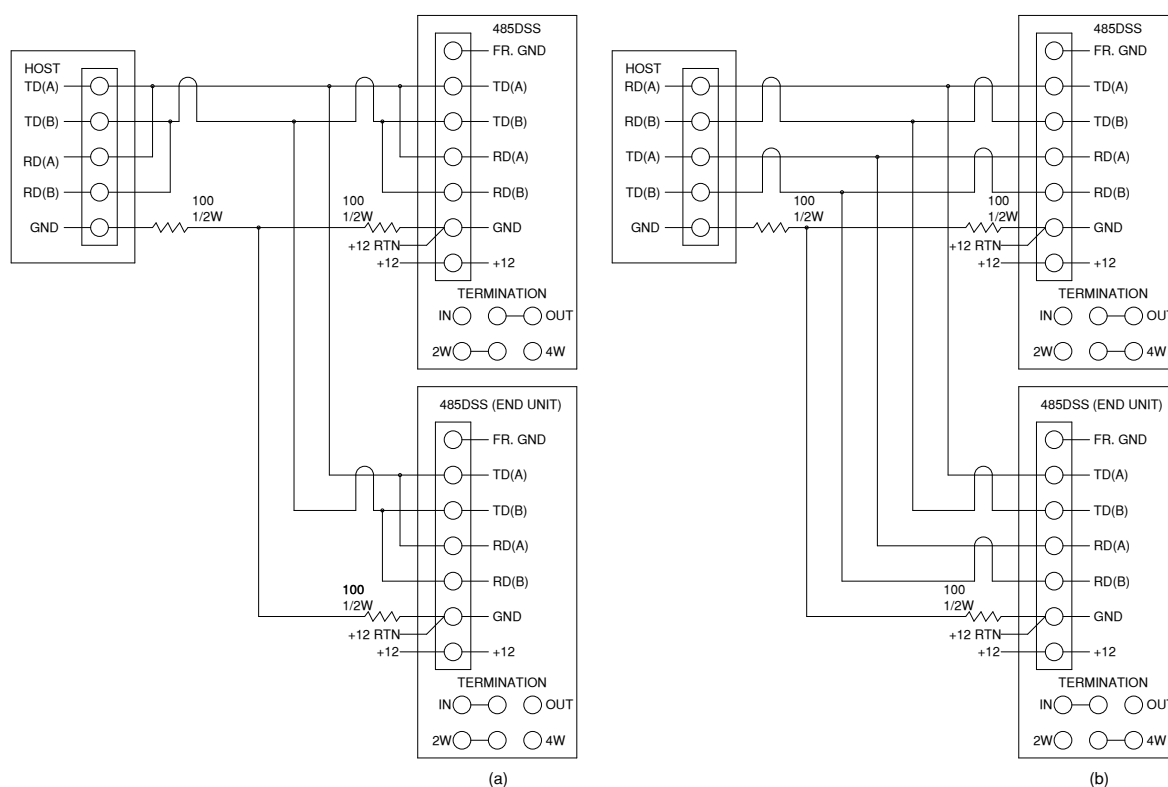 485DSS
FR. GND
HOST
TD(A)
TD(A)
TD(B)
TD(B)
RD(A)
RD(A)
RD(B)
RD(B)
100
1/2W
100
1/2W
GND
GND
+12 RTN
+12
+12
TERMINATION
IN
OUT
2W
4W
485DSS (END UNIT)
FR. GND
TD(A)
TD(B)
RD(A)
RD(B)
100
1/2W
GND
+12 RTN
+12
+12
TERMINATION
IN
OUT
2W
4W
(a)
485DSS
FR. GND
HOST
RD(A)
TD(A)
RD(B)
TD(B)
TD(A)
RD(A)
TD(B)
RD(B)
100
1/2W
100
1/2W
GND
GND
+12 RTN
+12
+12
TERMINATION
IN
OUT
2W
4W
485DSS (END UNIT)
FR. GND
TD(A)
TD(B)
RD(A)
RD(B)
100
1/2W
GND
+12 RTN
+12
+12
TERMINATION
IN
OUT
2W
4W
(b)